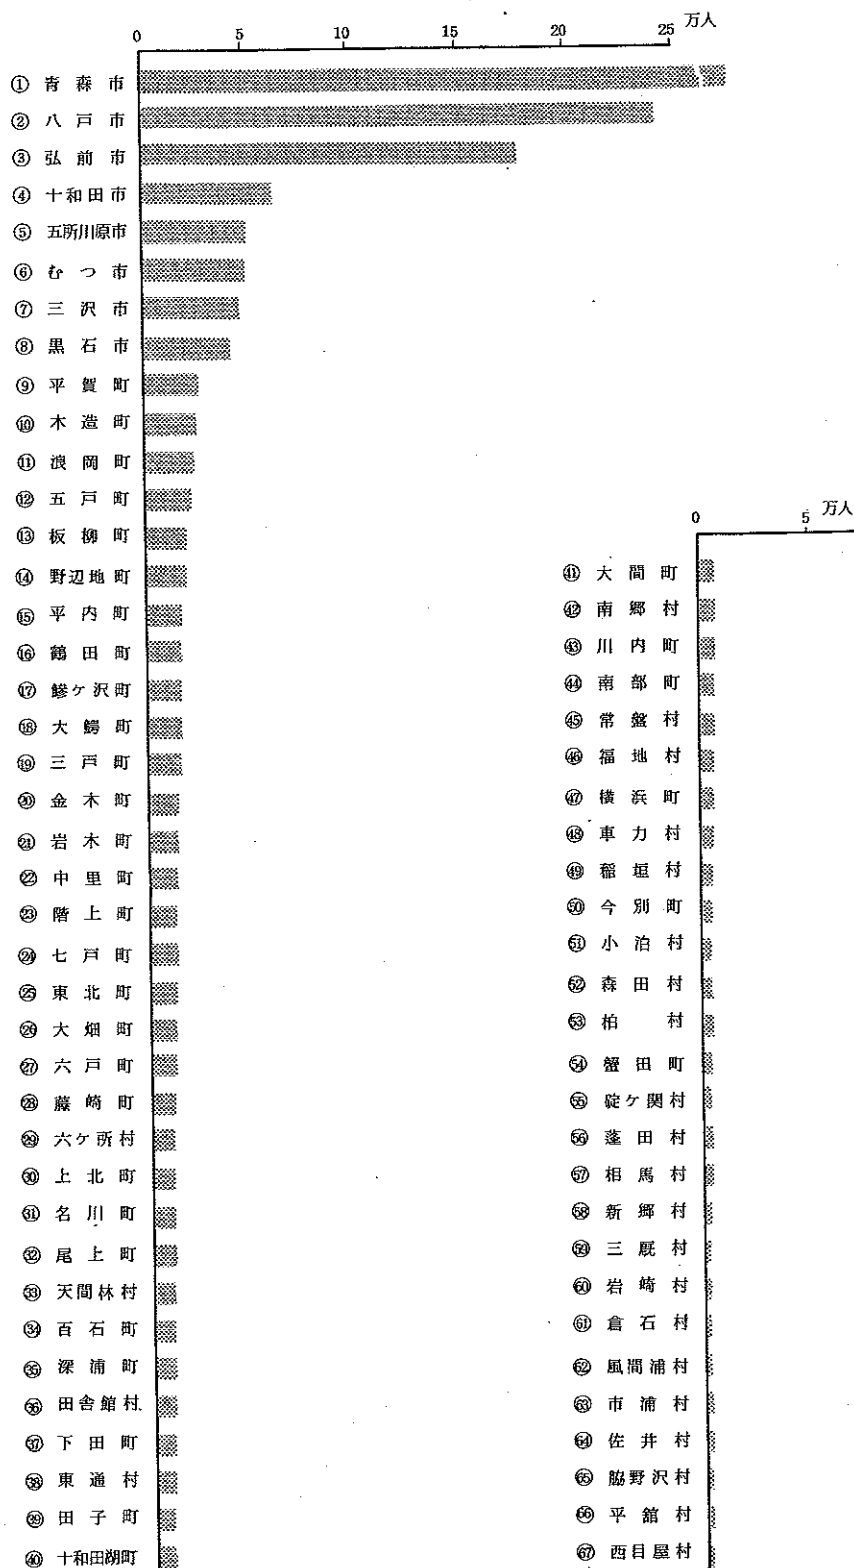 0 5 10 15 20 25 万人
① 青森市
② 八戸市
③ 弘前市
④ 十和田市
⑤ 五所川原市
⑥ むつ市
⑦ 三沢市
⑧ 黒石市
⑨ 平賀町
⑩ 木造町
⑪ 浪岡町
⑫ 五戸町
⑬ 板柳町
⑭ 野辺地町
⑮ 平内町
⑯ 鶴田町
⑰ 鰺ケ沢町
⑱ 大鰐町
⑲ 三戸町
⑳ 金木町
㉑ 岩木町
㉒ 中里町
㉓ 階上町
㉔ 七戸町
㉕ 東北町
㉖ 大畑町
㉗ 六戸町
㉘ 藤崎町
㉙ 六ケ所村
㉚ 上北町
㉛ 名川町
㉜ 尾上町
㉝ 天間林村
㉞ 百石町
㉟ 深浦町
㊱ 田舎館村
㊲ 下田町
㊳ 東通村
㊴ 田子町
㊵ 十和田湖町
0 5 万人
㊶ 大間町
㊷ 南郷村
㊸ 川内町
㊹ 南部町
㊺ 常盤村
㊻ 福地村
㊼ 横浜町
㊽ 車力村
㊾ 稲垣村
㊿ 今別町
51 小泊村
52 森田村
53 柏村
54 蟹田町
55 碇ケ関村
56 蓬田村
57 相馬村
58 新郷村
59 三厩村
60 岩崎村
61 倉石村
62 風間浦村
63 市浦村
64 佐井村
65 脇野沢村
66 平舘村
67 西目屋村